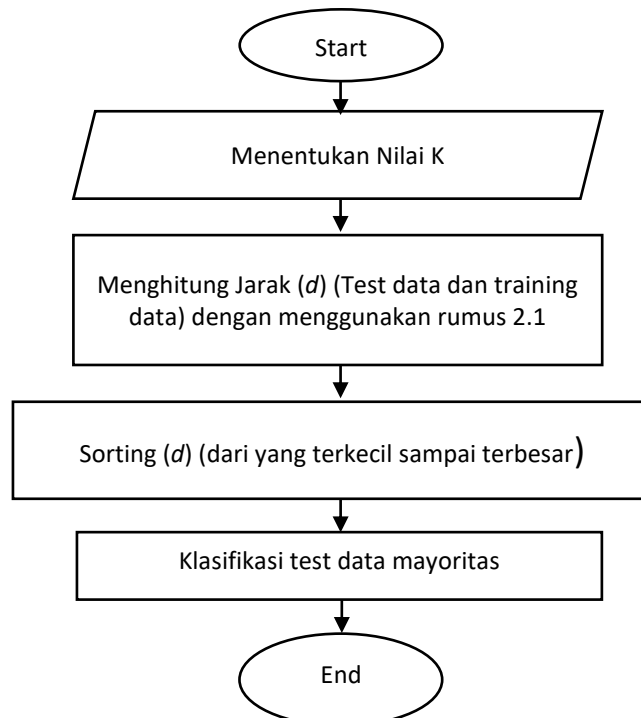 Start
Menentukan Nilai K
Menghitung Jarak (d) (Test data dan training
data) dengan menggunakan rumus 2.1
Sorting (d) (dari yang terkecil sampai terbesar)
Klasifikasi test data mayoritas
End